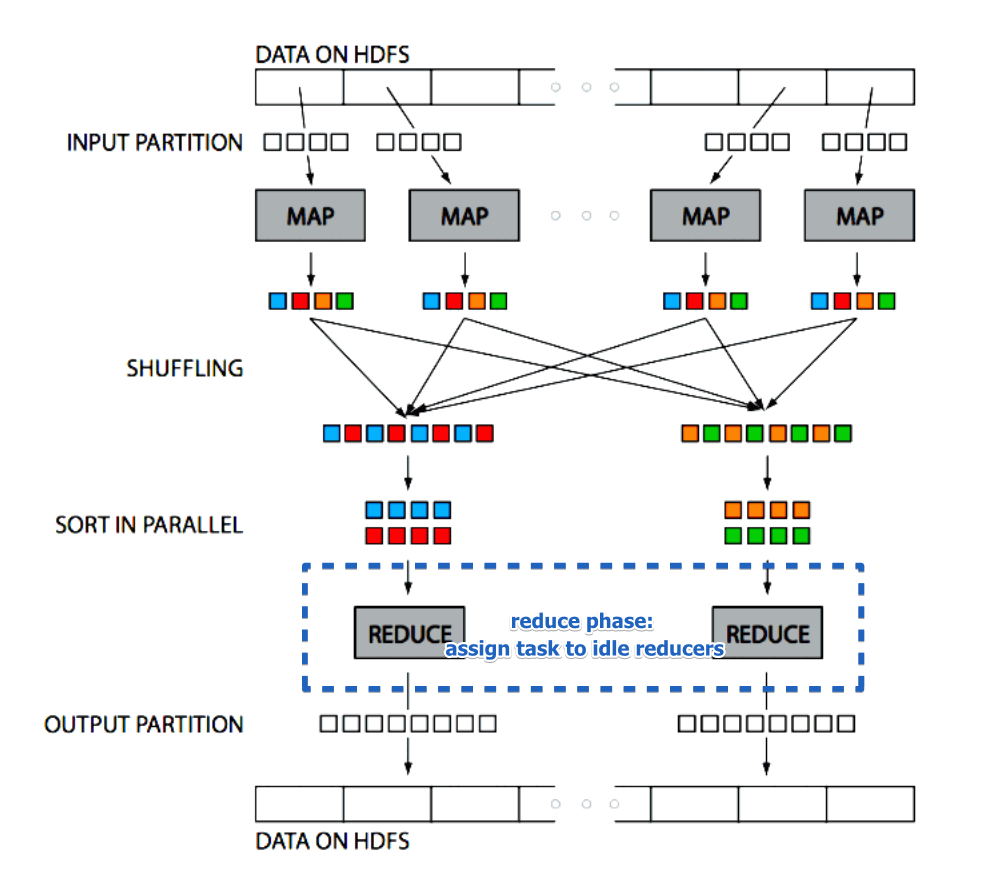 DATA ON HDFS
INPUT PARTITION
MAP
MAP
MAP
MAP
SHUFFLING
SORT IN PARALLEL
REDUCE
reduce phase:
assign task to idle reducers
REDUCE
OUTPUT PARTITION
DATA ON HDFS